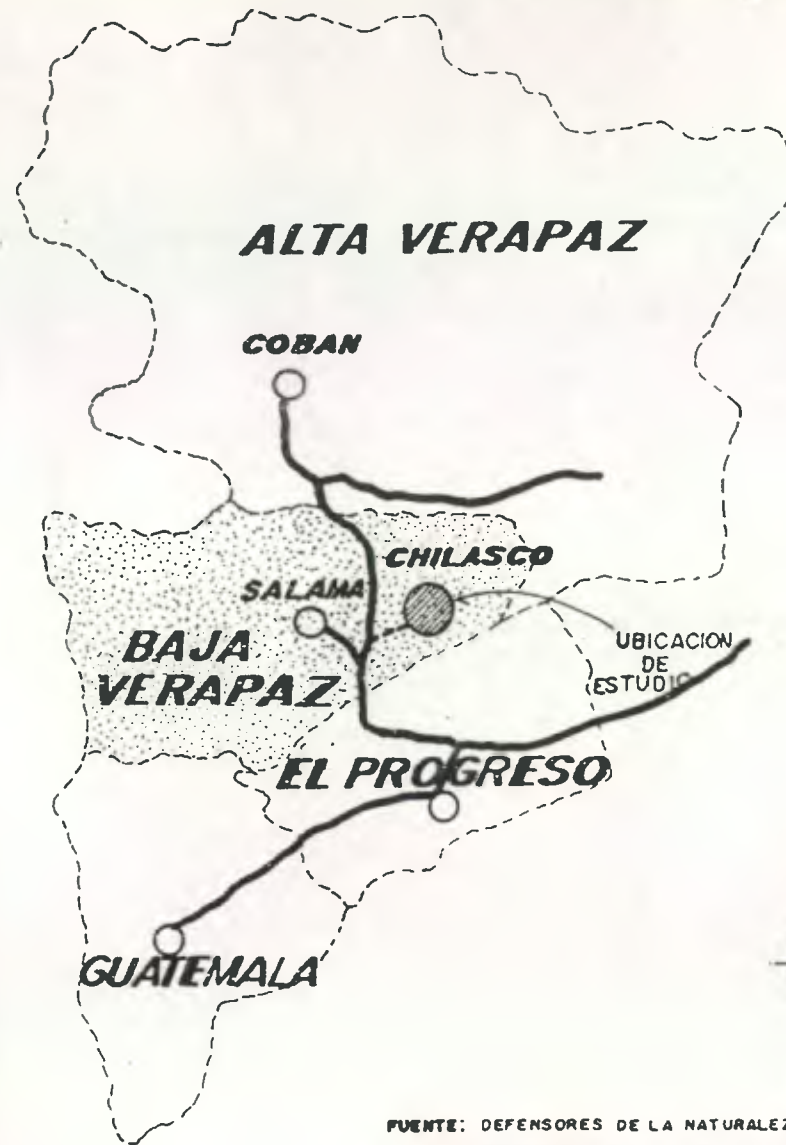 ALTA VERAPAZ
COBAN
CHILASCO
SALAMA
UBICACION
DE
ESTUDIO
BAJA
VERAPAZ
EL PROGRESO
GUATEMALA
FUENTE: DEFENSORES DE LA NATURALEZ